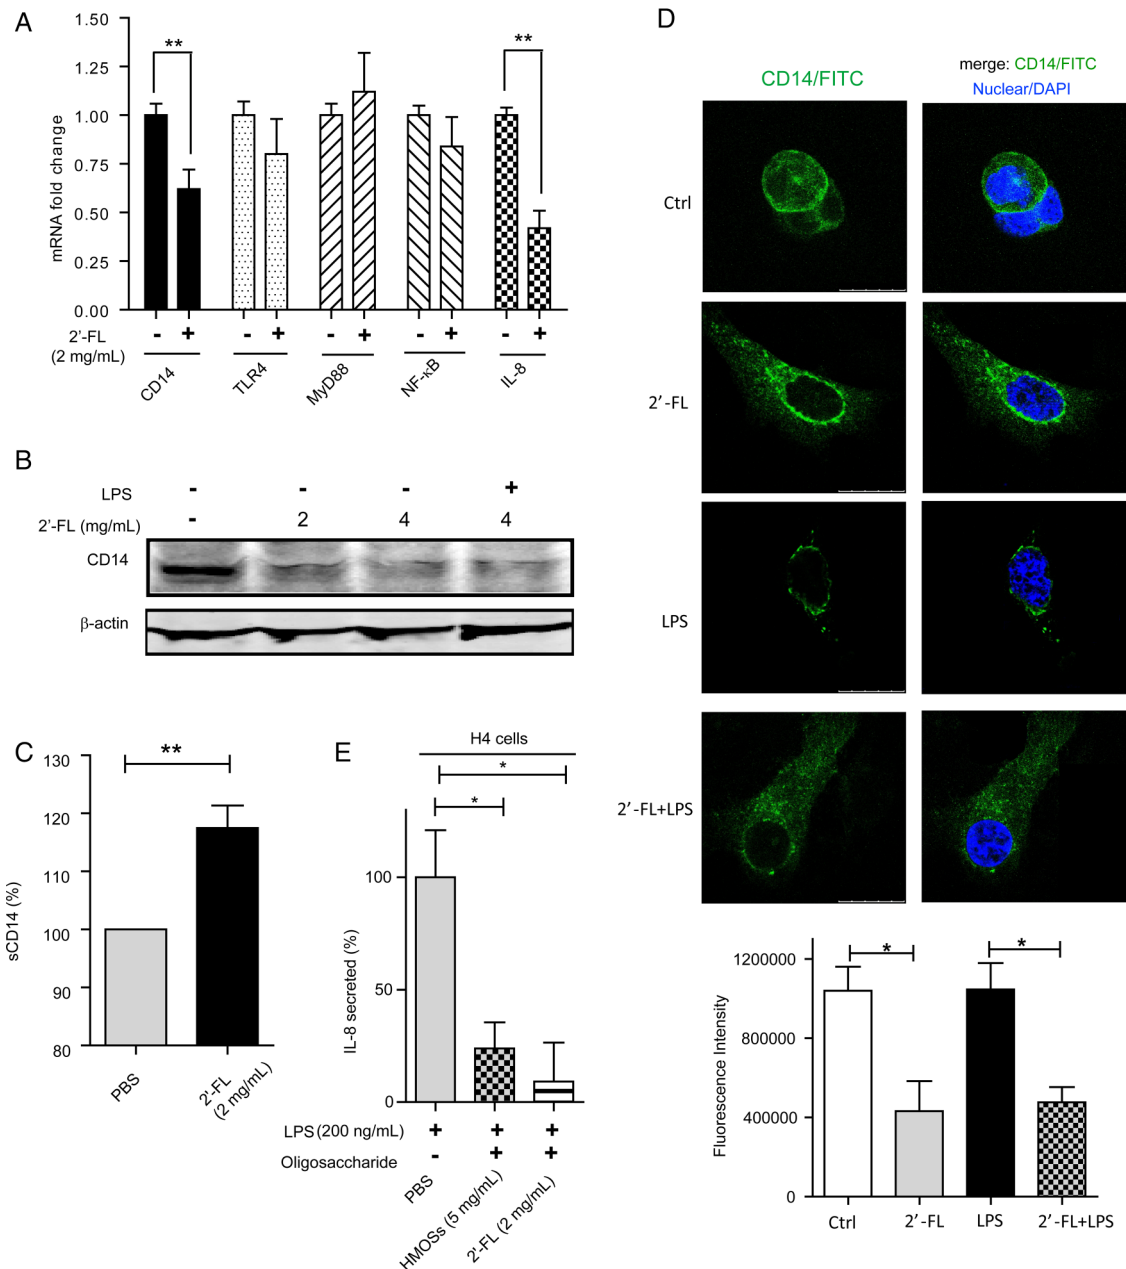 A
1.50
1.25
1.00
0.75
0.50
0.25
0.00
mRNA fold change
**
**
2'-FL
(2 mg/mL)
- + - + - + - + - +
CD14
TLR4
MyD88
NF-κB
IL-8
B
LPS - - - +
2'-FL (mg/mL) - 2 4 4
CD14
β-actin
C
130
120
110
100
90
80
sCD14 (%)
**
PBS
2'-FL
(2 mg/mL)
E
H4 cells
*
*
100
50
0
IL-8 secreted (%)
LPS (200 ng/mL) + + +
Oligosaccharide - + +
PBS
HMOSs (5 mg/mL)
2'-FL (2 mg/mL)
D
CD14/FITC
merge: CD14/FITC
Nuclear/DAPI
Ctrl
2'-FL
LPS
2'-FL+LPS
1200000
800000
400000
0
Fluorescence Intensity
*
*
Ctrl
2'-FL
LPS
2'-FL+LPS